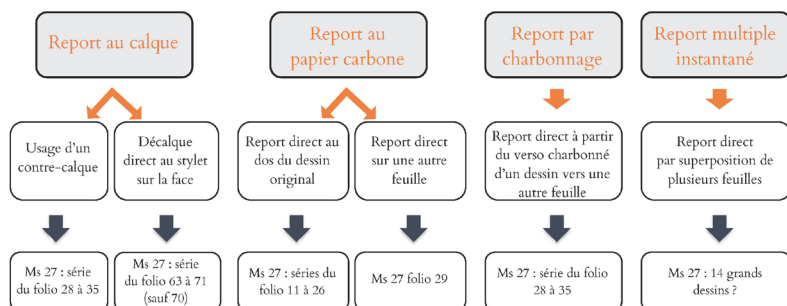 Report au calque
Report au
papier carbone
Report par
charbonnage
Report multiple
instantané
Usage d'un
contre-calque
Décalque
direct au stylet
sur la face
Report direct au
dos du dessin
original
Report direct
sur une autre
feuille
Report direct à partir
du verso charbonné
d'un dessin vers une
autre feuille
Report direct
par superposition de
plusieurs feuilles
Ms 27 : série
du folio 28 à 35
Ms 27 : série
du folio 63 à 71
(sauf 70)
Ms 27 : séries du
folio 11 à 26
Ms 27 folio 29
Ms 27 : série du folio
28 à 35
Ms 27 : 14 grands
dessins ?